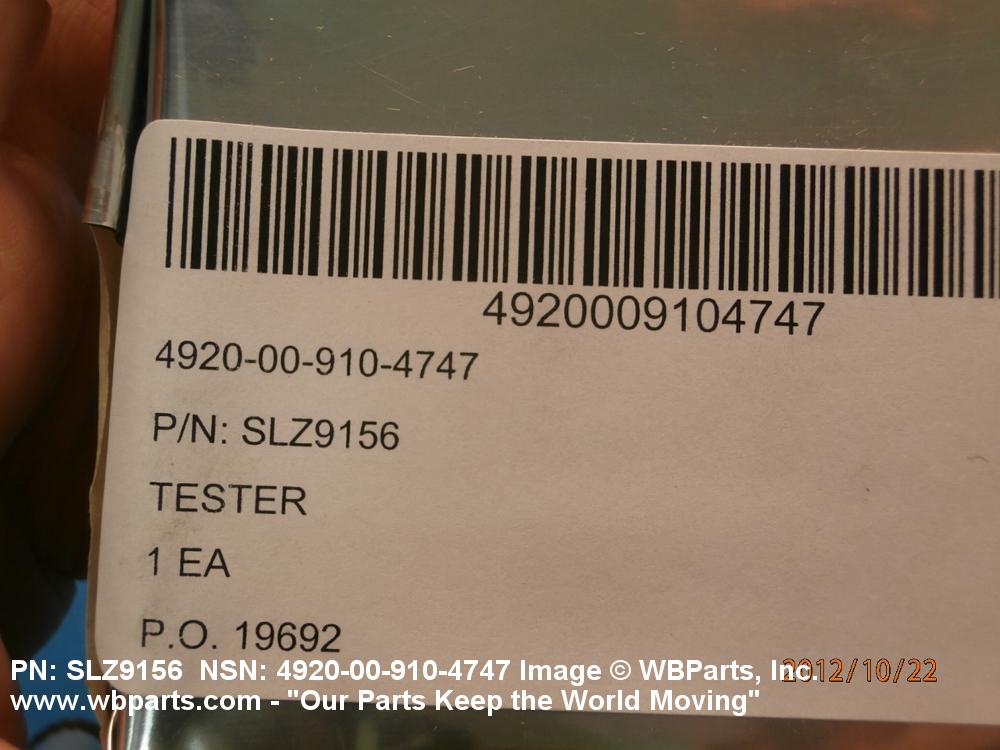 4920009104747
4920-00-910-4747
P/N: SLZ9156
TESTER
1 EA
P.O. 19692
PN: SLZ9156 NSN: 4920-00-910-4747 Image © WBParts, Inc.
2012/10/22
www.wbparts.com - "Our Parts Keep the World Moving"